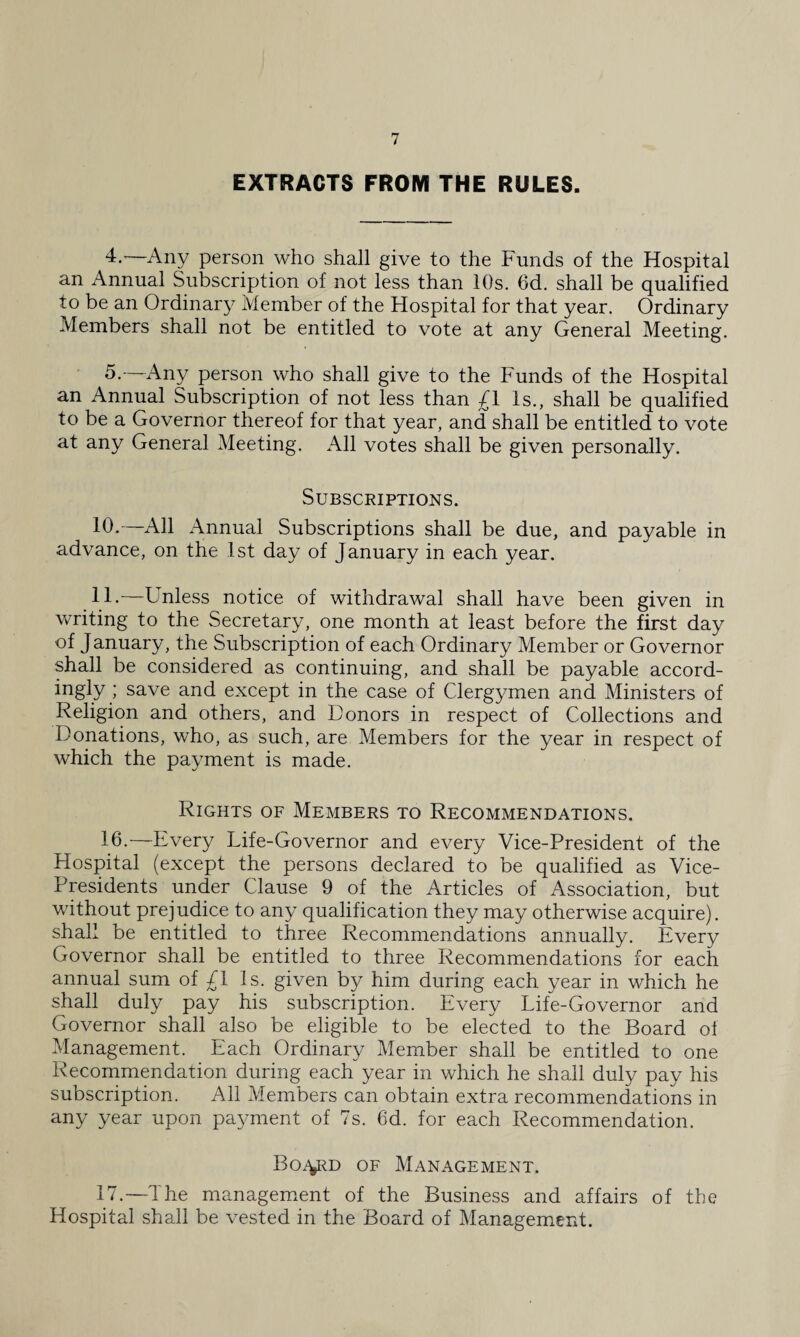 7
EXTRACTS FROM THE RULES.
4.—Any person who shall give to the Funds of the Hospital
an Annual Subscription of not less than 10s. 6d. shall be qualified
to be an Ordinary Member of the Hospital for that year. Ordinary
Members shall not be entitled to vote at any General Meeting.
5.—Any person who shall give to the Funds of the Hospital
an Annual Subscription of not less than £1 1s., shall be qualified
to be a Governor thereof for that year, and shall be entitled to vote
at any General Meeting. All votes shall be given personally.
Subscriptions.
10.—All Annual Subscriptions shall be due, and payable in
advance, on the 1st day of January in each year.
11.—Unless notice of withdrawal shall have been given in
writing to the Secretary, one month at least before the first day
of January, the Subscription of each Ordinary Member or Governor
shall be considered as continuing, and shall be payable accord-
ingly ; save and except in the case of Clergymen and Ministers of
Religion and others, and Donors in respect of Collections and
Donations, who, as such, are Members for the year in respect of
which the payment is made.
Rights of Members to Recommendations.
16.—Every Life-Governor and every Vice-President of the
Hospital (except the persons declared to be qualified as Vice-
Presidents under Clause 9 of the Articles of Association, but
without prejudice to any qualification they may otherwise acquire).
shall be entitled to three Recommendations annually. Every
Governor shall be entitled to three Recommendations for each
annual sum of £1 1s. given by him during each year in which he
shall duly pay his subscription. Every Life-Governor and
Governor shall also be eligible to be elected to the Board of
Management. Each Ordinary Member shall be entitled to one
Recommendation during each year in which he shall duly pay his
subscription. All Members can obtain extra recommendations in
any year upon payment of 7s. 6d. for each Recommendation.
Board of Management.
17.—The management of the Business and affairs of the
Hospital shall be vested in the Board of Management.